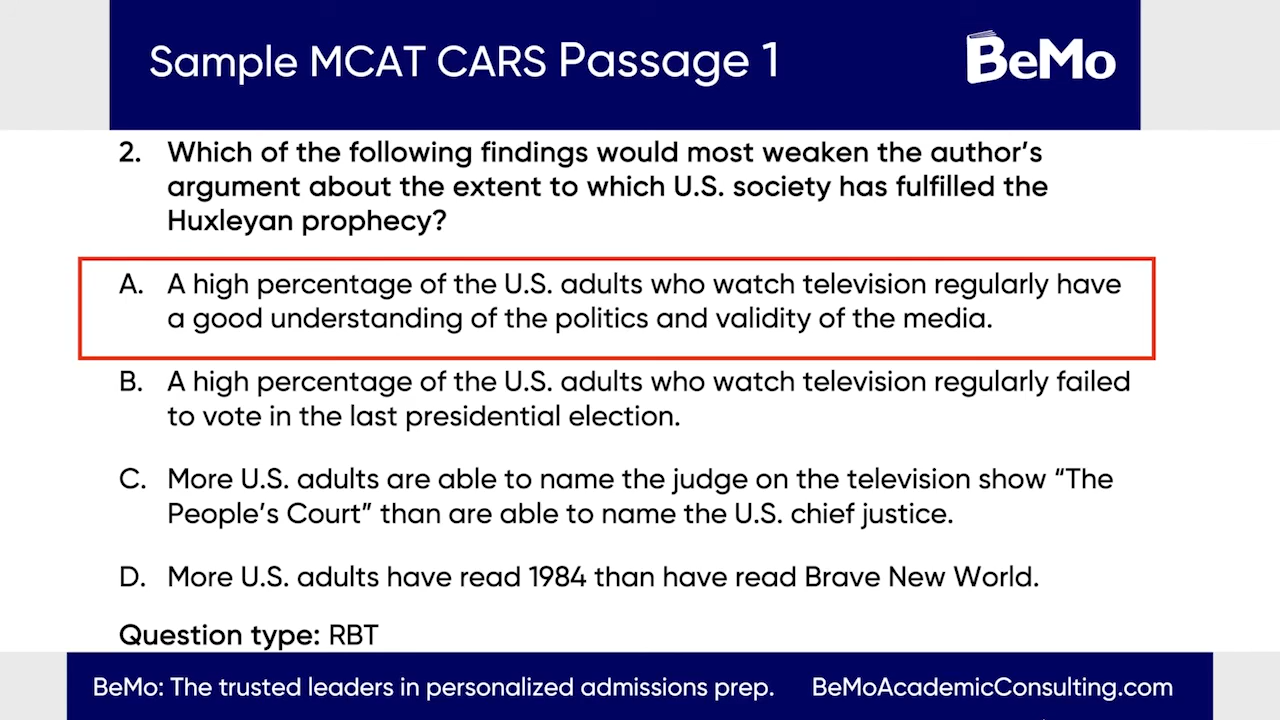 Sample MCAT CARS Passage 1
BeMo
2. Which of the following findings would most weaken the author's
argument about the extent to which U.S. society has fulfilled the
Huxleyan prophecy?
A. A high percentage of the U.S. adults who watch television regularly have
a good understanding of the politics and validity of the media.
B. A high percentage of the U.S. adults who watch television regularly failed
to vote in the last presidential election.
C. More U.S. adults are able to name the judge on the television show “The
People's Court” than are able to name the U.S. chief justice.
D. More U.S. adults have read 1984 than have read Brave New World.
Question type: RBT
BeMo: The trusted leaders in personalized admissions prep. BeMoAcademicConsulting.com